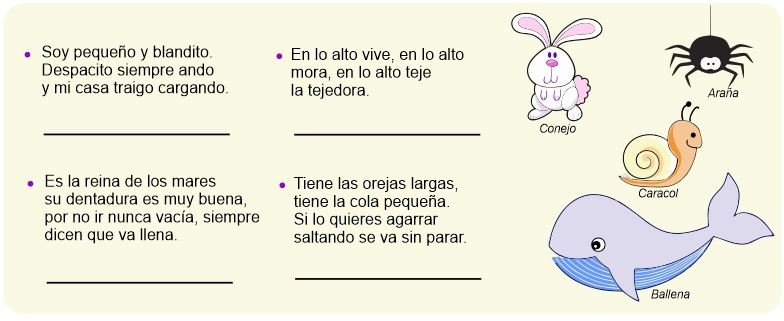 Soy pequeño y blandito.
Despacito siempre ando
y mi casa traigo cargando.
En lo alto vive, en lo alto
mora, en lo alto teje
la tejedora.
Es la reina de los mares
su dentadura es muy buena,
por no ir nunca vacía, siempre
dicen que va llena.
Tiene las orejas largas,
tiene la cola pequeña.
Si lo quieres agarrar
saltando se va sin parar.
Conejo
Araña
Caracol
Ballena